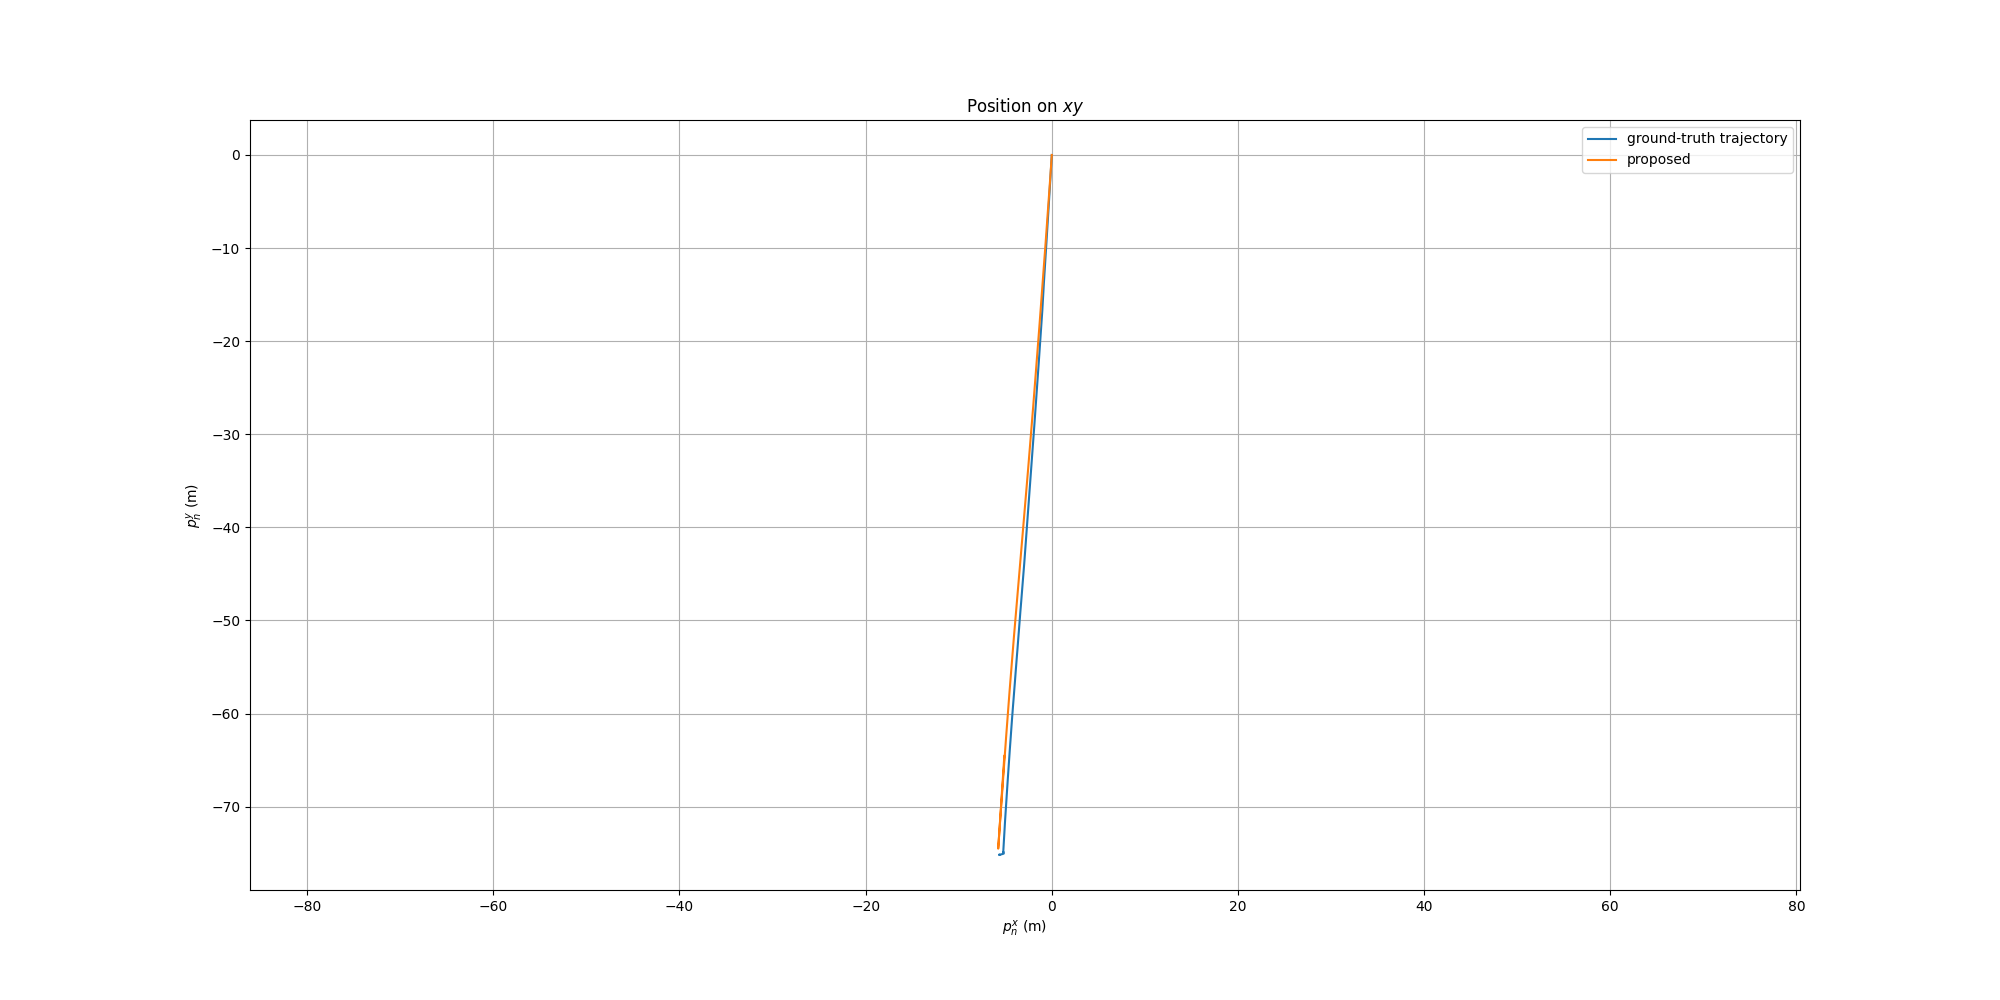 Position on xy
ground-truth trajectory
proposed
0
−10
−20
−30
−40
−50
−60
−70
p_n^y (m)
−80 −60 −40 −20 0 20 40 60 80
p_n^x (m)